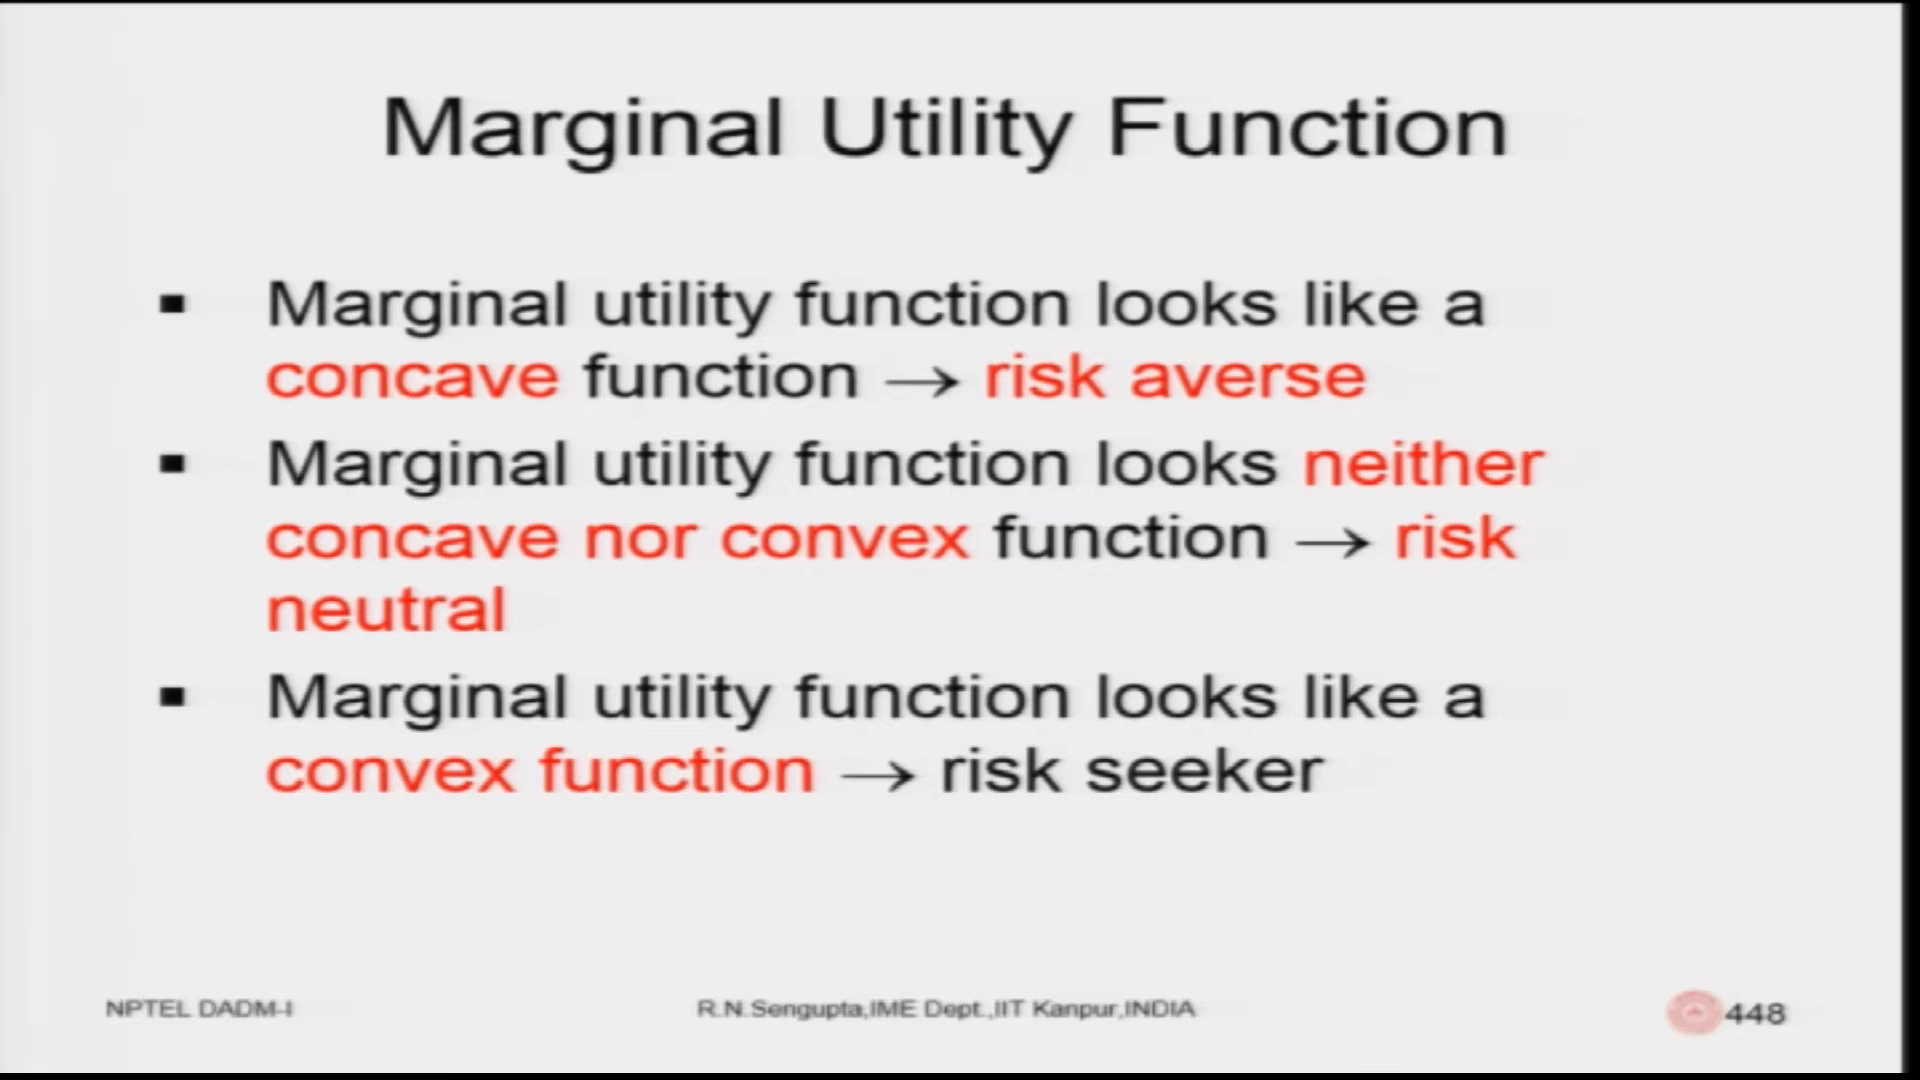 Marginal Utility Function
▪ Marginal utility function looks like a
concave function → risk averse
▪ Marginal utility function looks neither
concave nor convex function → risk
neutral
▪ Marginal utility function looks like a
convex function → risk seeker
NPTEL DADM-I
R.N.Sengupta,IME Dept.,IIT Kanpur,INDIA
448